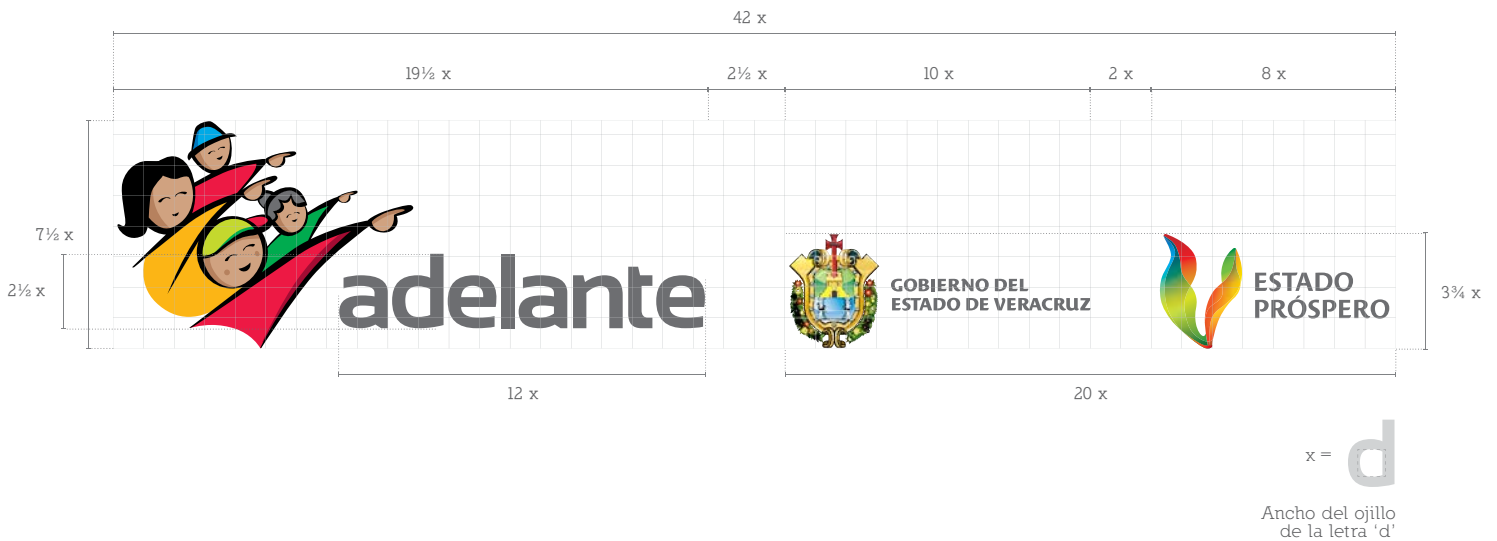 42 x
19½ x
2½ x
10 x
2 x
8 x
7½ x
2½ x
adelante
GOBIERNO DEL
ESTADO DE VERACRUZ
ESTADO
PRÓSPERO
3¾ x
12 x
20 x
x = d
Ancho del ojillo
de la letra ‘d’